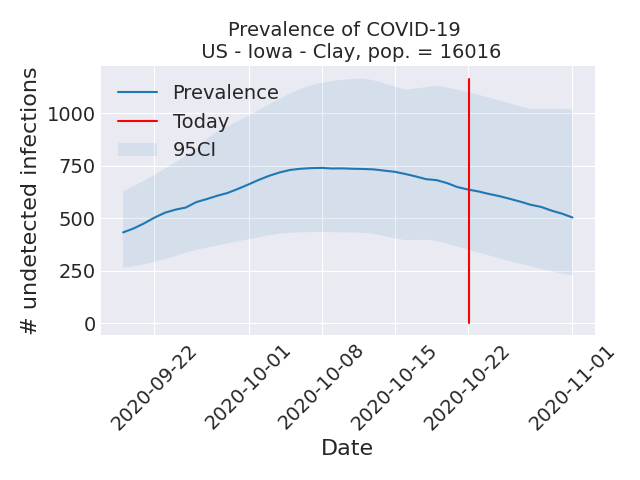 Prevalence of COVID-19
US - Iowa - Clay, pop. = 16016
Prevalence
Today
95CI
# undetected infections
1000
750
500
250
0
2020-09-22
2020-10-01
2020-10-08
2020-10-15
2020-10-22
2020-11-01
Date